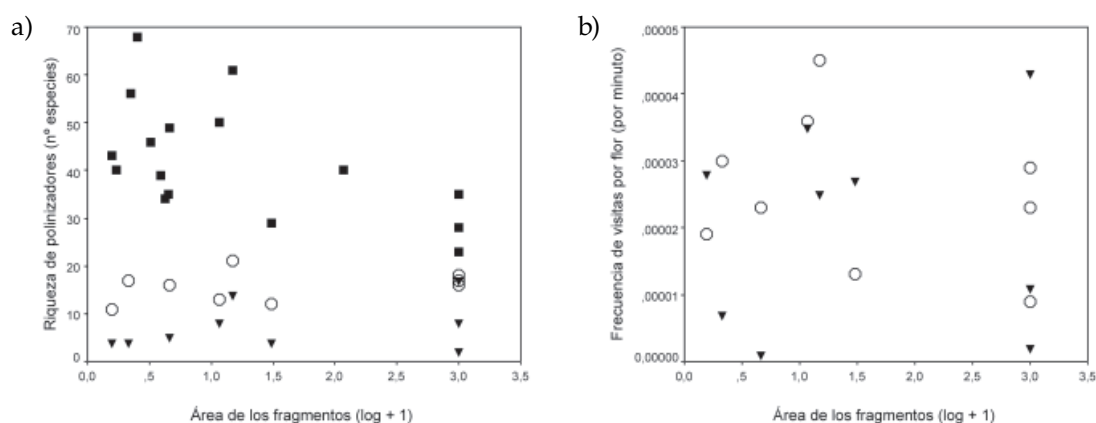 a)
Riqueza de polinizadores (nº especies)
70
60
50
40
30
20
10
0
0,0 ,5 1,0 1,5 2,0 2,5 3,0 3,5
Área de los fragmentos (log + 1)
b)
Frecuencia de visitas por flor (por minuto)
,00005
,00004
,00003
,00002
,00001
0,00000
0,0 ,5 1,0 1,5 2,0 2,5 3,0 3,5
Área de los fragmentos (log + 1)